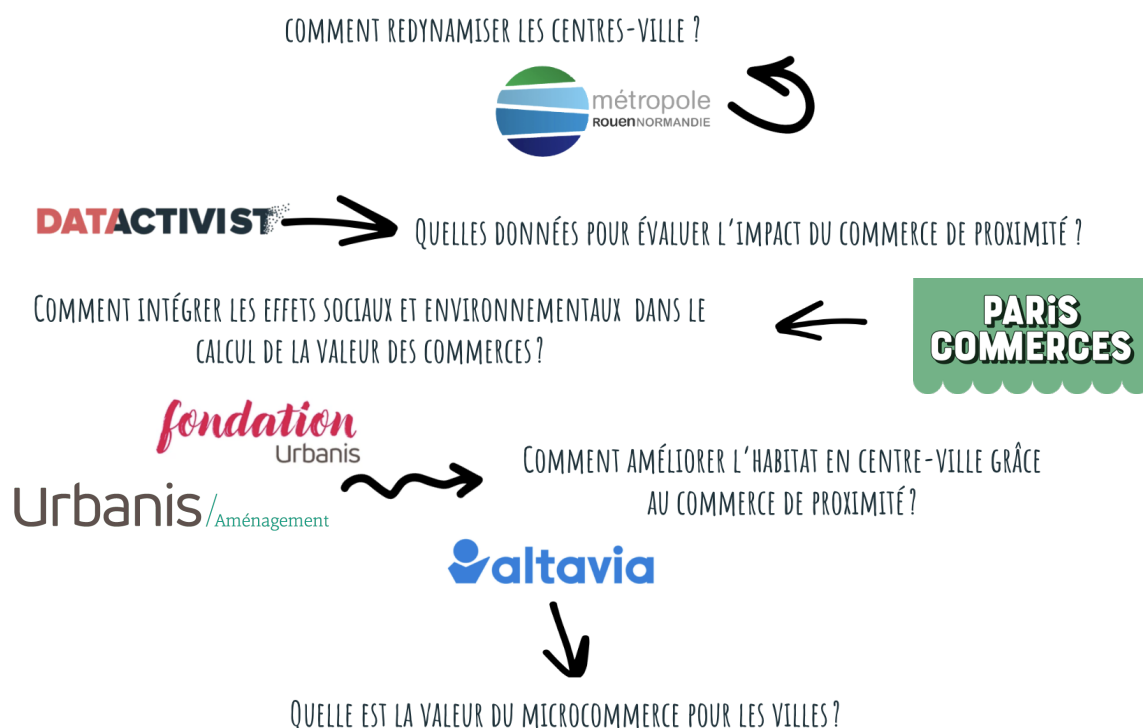 COMMENT REDYNAMISER LES CENTRES-VILLE ?
métropole
ROUENNORMANDIE
DATACTIVIST
QUELLES DONNÉES POUR ÉVALUER L'IMPACT DU COMMERCE DE PROXIMITÉ ?
COMMENT INTÉGRER LES EFFETS SOCIAUX ET ENVIRONNEMENTAUX DANS LE
CALCUL DE LA VALEUR DES COMMERCES ?
PARiS
COMMERCES
fondation
Urbanis
Urbanis/Aménagement
COMMENT AMÉLIORER L'HABITAT EN CENTRE-VILLE GRÂCE
AU COMMERCE DE PROXIMITÉ ?
altavia
QUELLE EST LA VALEUR DU MICROCOMMERCE POUR LES VILLES ?